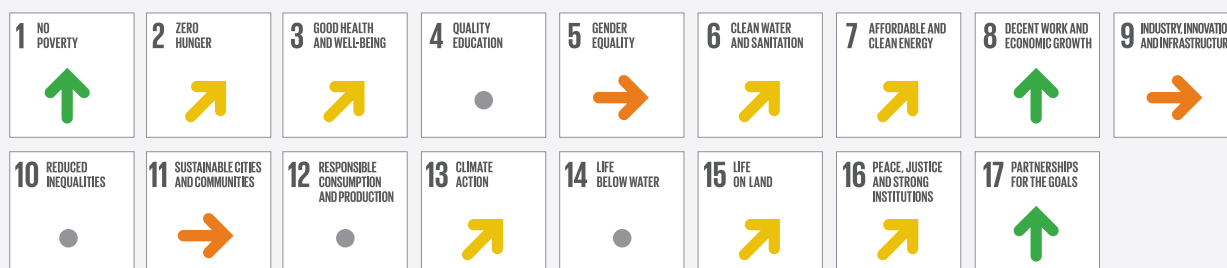 1 NO
POVERTY
2 ZERO
HUNGER
3 GOOD HEALTH
AND WELL-BEING
4 QUALITY
EDUCATION
5 GENDER
EQUALITY
6 CLEAN WATER
AND SANITATION
7 AFFORDABLE AND
CLEAN ENERGY
8 DECENT WORK AND
ECONOMIC GROWTH
9 INDUSTRY, INNOVATIO
AND INFRASTRUCTUR
10 REDUCED
INEQUALITIES
11 SUSTAINABLE CITIES
AND COMMUNITIES
12 RESPONSIBLE
CONSUMPTION
AND PRODUCTION
13 CLIMATE
ACTION
14 LIFE
BELOW WATER
15 LIFE
ON LAND
16 PEACE, JUSTICE
AND STRONG
INSTITUTIONS
17 PARTNERSHIPS
FOR THE GOALS